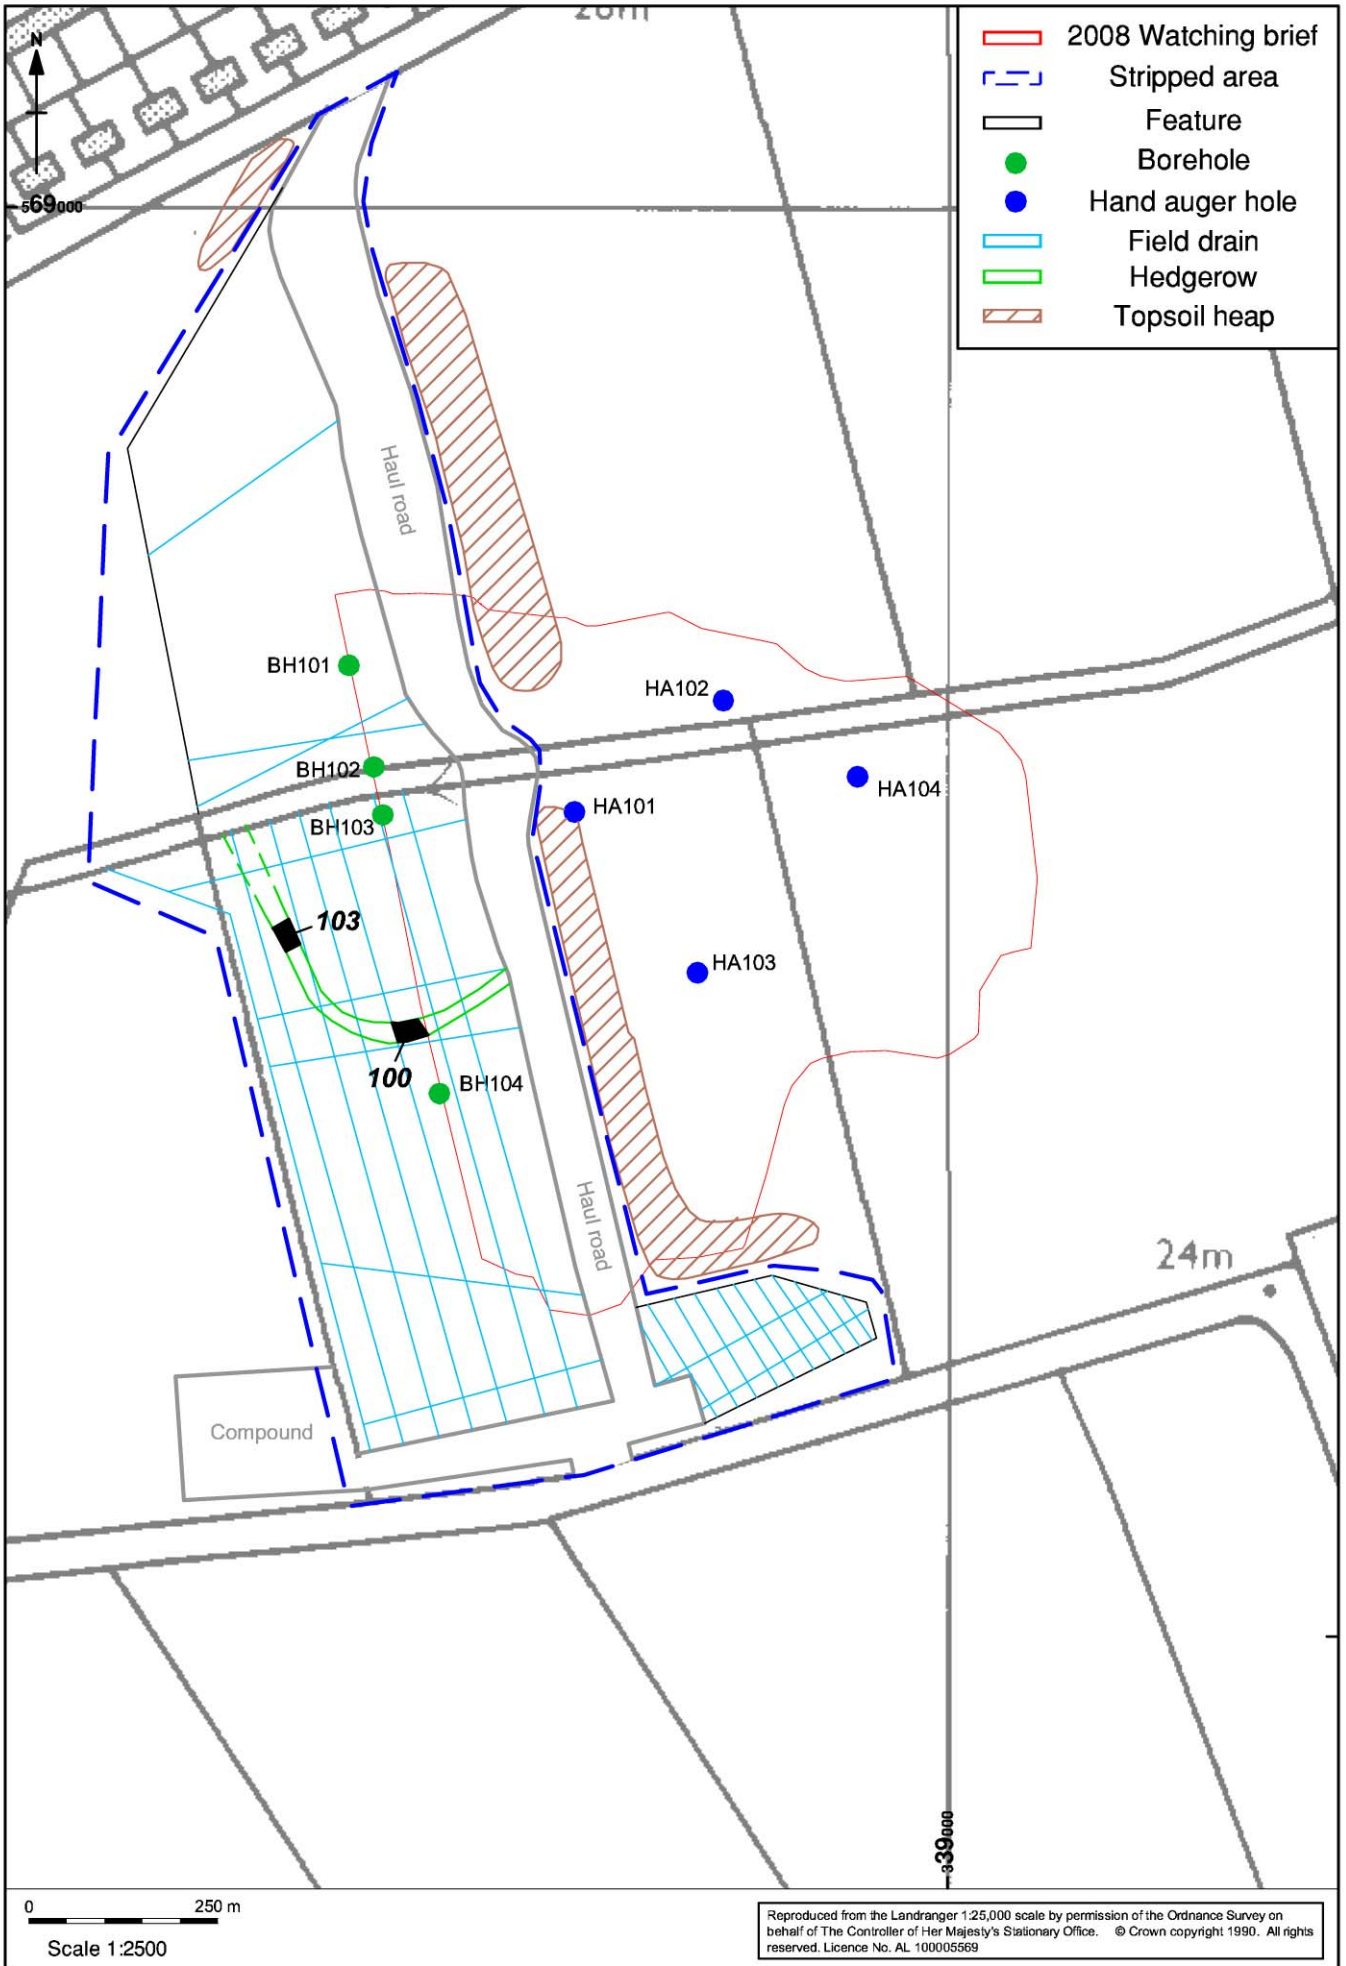 28m
N
2008 Watching brief
Stripped area
Feature
Borehole
Hand auger hole
Field drain
Hedgerow
Topsoil heap
569000
Haul road
BH101
HA102
BH102
HA104
HA101
BH103
103
HA103
100
BH104
Haul road
24m
Compound
339000
0 250 m
Scale 1:2500
Reproduced from the Landranger 1:25,000 scale by permission of the Ordnance Survey on
behalf of The Controller of Her Majesty's Stationary Office. © Crown copyright 1990. All rights
reserved. Licence No. AL 100005569